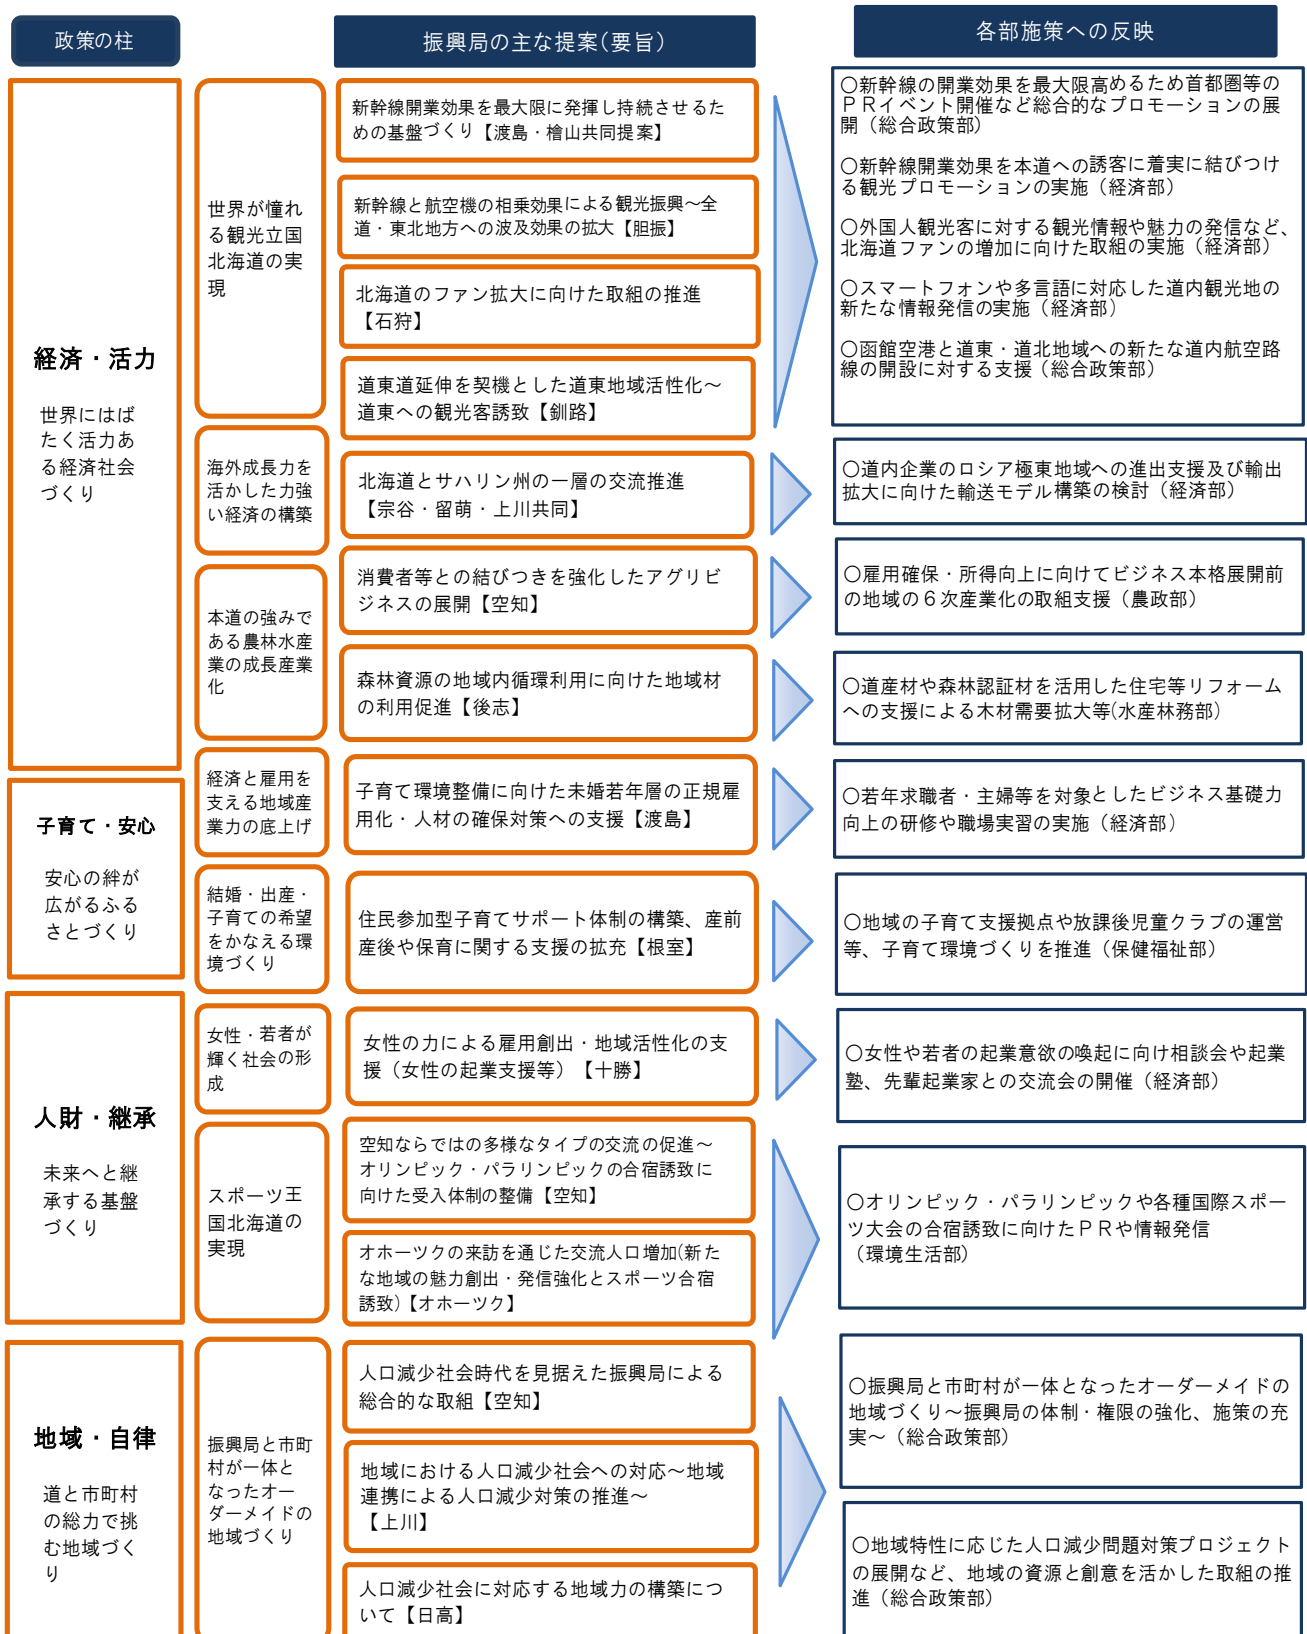 政策の柱
振興局の主な提案(要旨)
各部施策への反映
経済・活力
世界にはば
たく活力あ
る経済社会
づくり
世界が憧れ
る観光立国
北海道の実
現
新幹線開業効果を最大限に発揮し持続させるた
めの基盤づくり【渡島・檜山共同提案】
新幹線と航空機の相乗効果による観光振興～全
道・東北地方への波及効果の拡大【胆振】
北海道のファン拡大に向けた取組の推進
【石狩】
道東道延伸を契機とした道東地域活性化～
道東への観光客誘致【釧路】
○新幹線の開業効果を最大限高めるため首都圏等の
ＰＲイベント開催など総合的なプロモーションの展
開（総合政策部）
○新幹線開業効果を本道への誘客に着実に結びつけ
る観光プロモーションの実施（経済部）
○外国人観光客に対する観光情報や魅力の発信など、
北海道ファンの増加に向けた取組の実施（経済部）
○スマートフォンや多言語に対応した道内観光地の
新たな情報発信の実施（経済部）
○函館空港と道東・道北地域への新たな道内航空路
線の開設に対する支援（総合政策部）
海外成長力を
活かした力強
い経済の構築
北海道とサハリン州の一層の交流推進
【宗谷・留萌・上川共同】
○道内企業のロシア極東地域への進出支援及び輸出
拡大に向けた輸送モデル構築の検討（経済部）
本道の強みで
ある農林水産
業の成長産業
化
消費者等との結びつきを強化したアグリビ
ジネスの展開【空知】
○雇用確保・所得向上に向けてビジネス本格展開前
の地域の６次産業化の取組支援（農政部）
森林資源の地域内循環利用に向けた地域材
の利用促進【後志】
○道産材や森林認証材を活用した住宅等リフォーム
への支援による木材需要拡大等(水産林務部)
経済と雇用を
支える地域産
業力の底上げ
子育て環境整備に向けた未婚若年層の正規雇
用化・人材の確保対策への支援【渡島】
○若年求職者・主婦等を対象としたビジネス基礎力
向上の研修や職場実習の実施（経済部）
子育て・安心
安心の絆が
広がるふる
さとづくり
結婚・出産・
子育ての希望
をかなえる環
境づくり
住民参加型子育てサポート体制の構築、産前
産後や保育に関する支援の拡充【根室】
○地域の子育て支援拠点や放課後児童クラブの運営
等、子育て環境づくりを推進（保健福祉部）
人財・継承
未来へと継
承する基盤
づくり
女性・若者が
輝く社会の形
成
女性の力による雇用創出・地域活性化の支
援（女性の起業支援等）【十勝】
○女性や若者の起業意欲の喚起に向け相談会や起業
塾、先輩起業家との交流会の開催（経済部）
スポーツ王
国北海道の
実現
空知ならではの多様なタイプの交流の促進～
オリンピック・パラリンピックの合宿誘致に
向けた受入体制の整備【空知】
オホーツクの来訪を通じた交流人口増加(新た
な地域の魅力創出・発信強化とスポーツ合宿
誘致)【オホーツク】
○オリンピック・パラリンピックや各種国際スポー
ツ大会の合宿誘致に向けたＰＲや情報発信
（環境生活部）
地域・自律
道と市町村
の総力で挑
む地域づく
り
振興局と市町
村が一体と
なったオー
ダーメイドの
地域づくり
人口減少社会時代を見据えた振興局による
総合的な取組【空知】
地域における人口減少社会への対応～地域
連携による人口減少対策の推進～
【上川】
人口減少社会に対応する地域力の構築につ
いて【日高】
○振興局と市町村が一体となったオーダーメイドの
地域づくり～振興局の体制・権限の強化、施策の充
実～（総合政策部）
○地域特性に応じた人口減少問題対策プロジェクト
の展開など、地域の資源と創意を活かした取組の推
進（総合政策部）